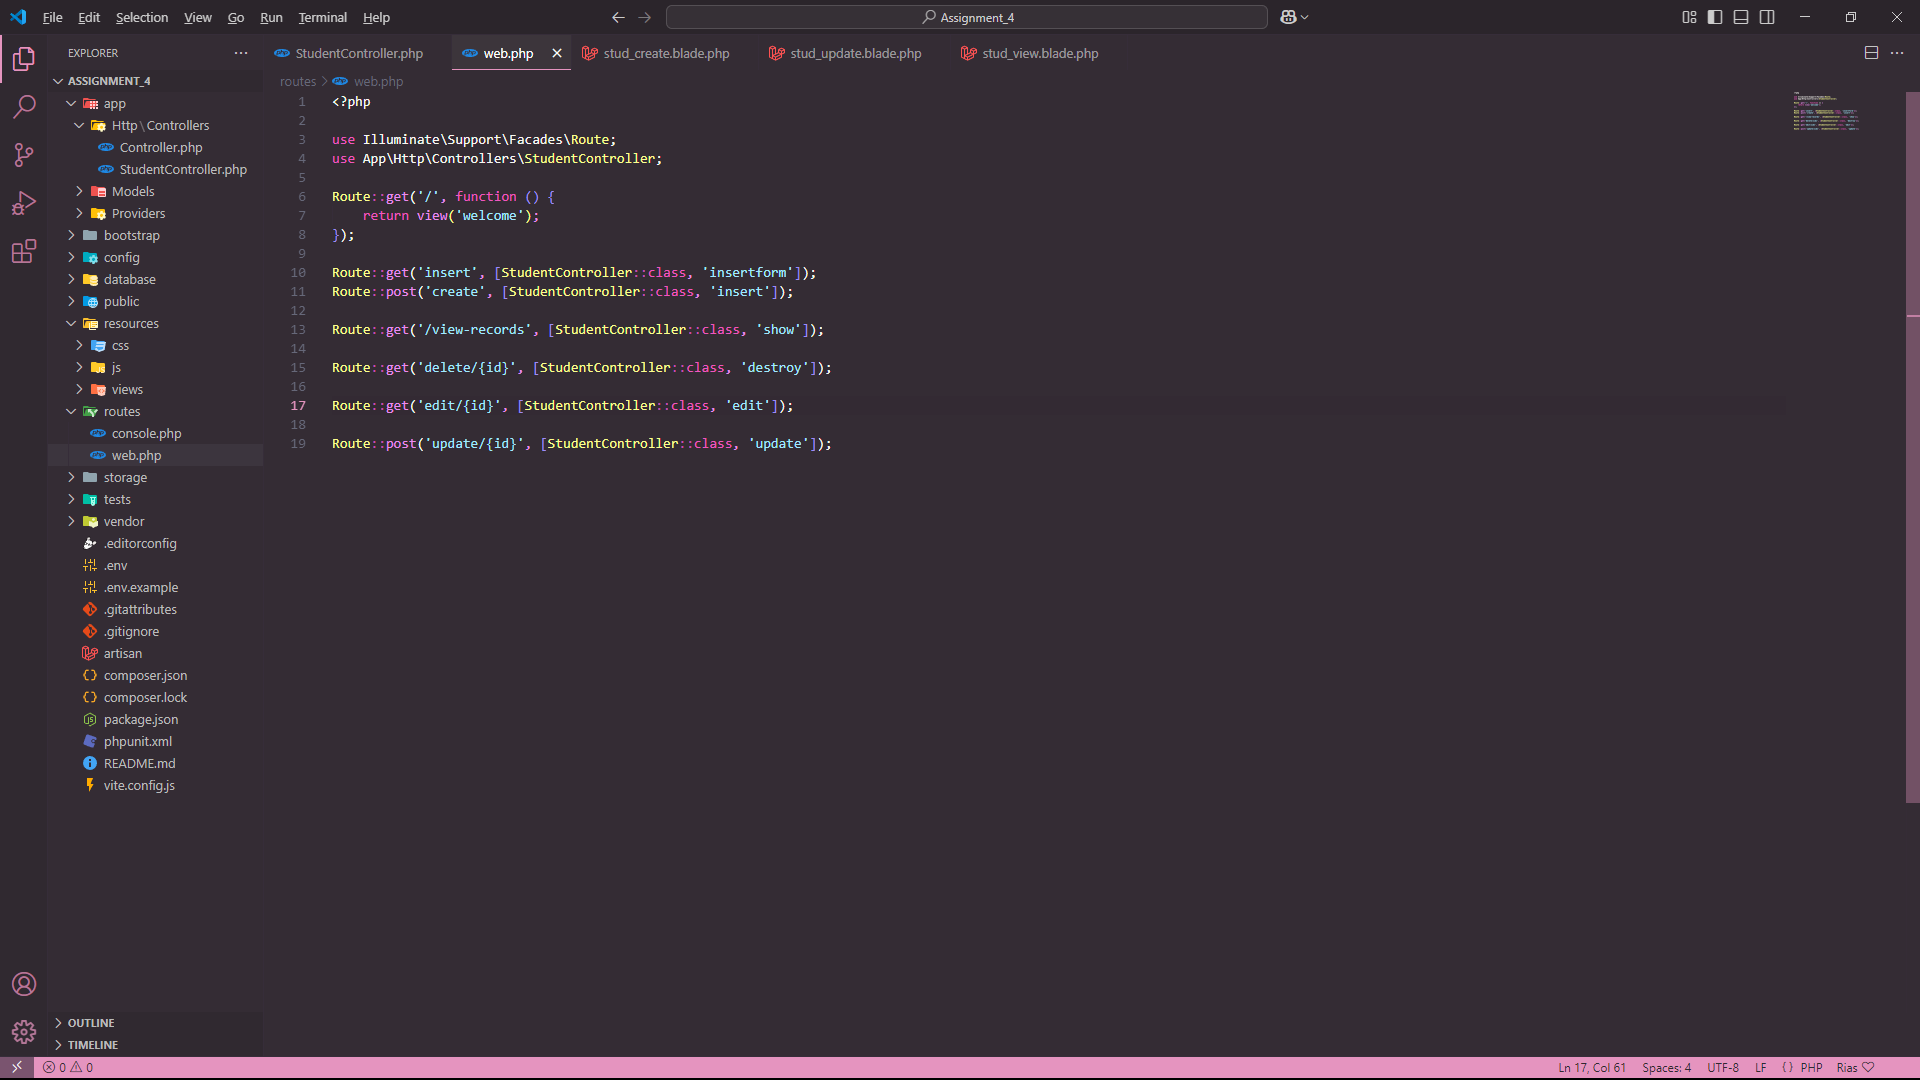 File Edit Selection View Go Run Terminal Help
Assignment_4
EXPLORER
StudentController.php
web.php
stud_create.blade.php
stud_update.blade.php
stud_view.blade.php
ASSIGNMENT_4
app
Http\Controllers
Controller.php
StudentController.php
Models
Providers
bootstrap
config
database
public
resources
css
js
views
routes
console.php
web.php
storage
tests
vendor
.editorconfig
.env
.env.example
.gitattributes
.gitignore
artisan
composer.json
composer.lock
package.json
phpunit.xml
README.md
vite.config.js
OUTLINE
TIMELINE
routes > web.php
1 <?php
2
3 use Illuminate\Support\Facades\Route;
4 use App\Http\Controllers\StudentController;
5
6 Route::get('/', function () {
7     return view('welcome');
8 });
9
10 Route::get('insert', [StudentController::class, 'insertform']);
11 Route::post('create', [StudentController::class, 'insert']);
12
13 Route::get('/view-records', [StudentController::class, 'show']);
14
15 Route::get('delete/{id}', [StudentController::class, 'destroy']);
16
17 Route::get('edit/{id}', [StudentController::class, 'edit']);
18
19 Route::post('update/{id}', [StudentController::class, 'update']);
0 0
Ln 17, Col 61 Spaces: 4 UTF-8 LF {} PHP Rias ♡